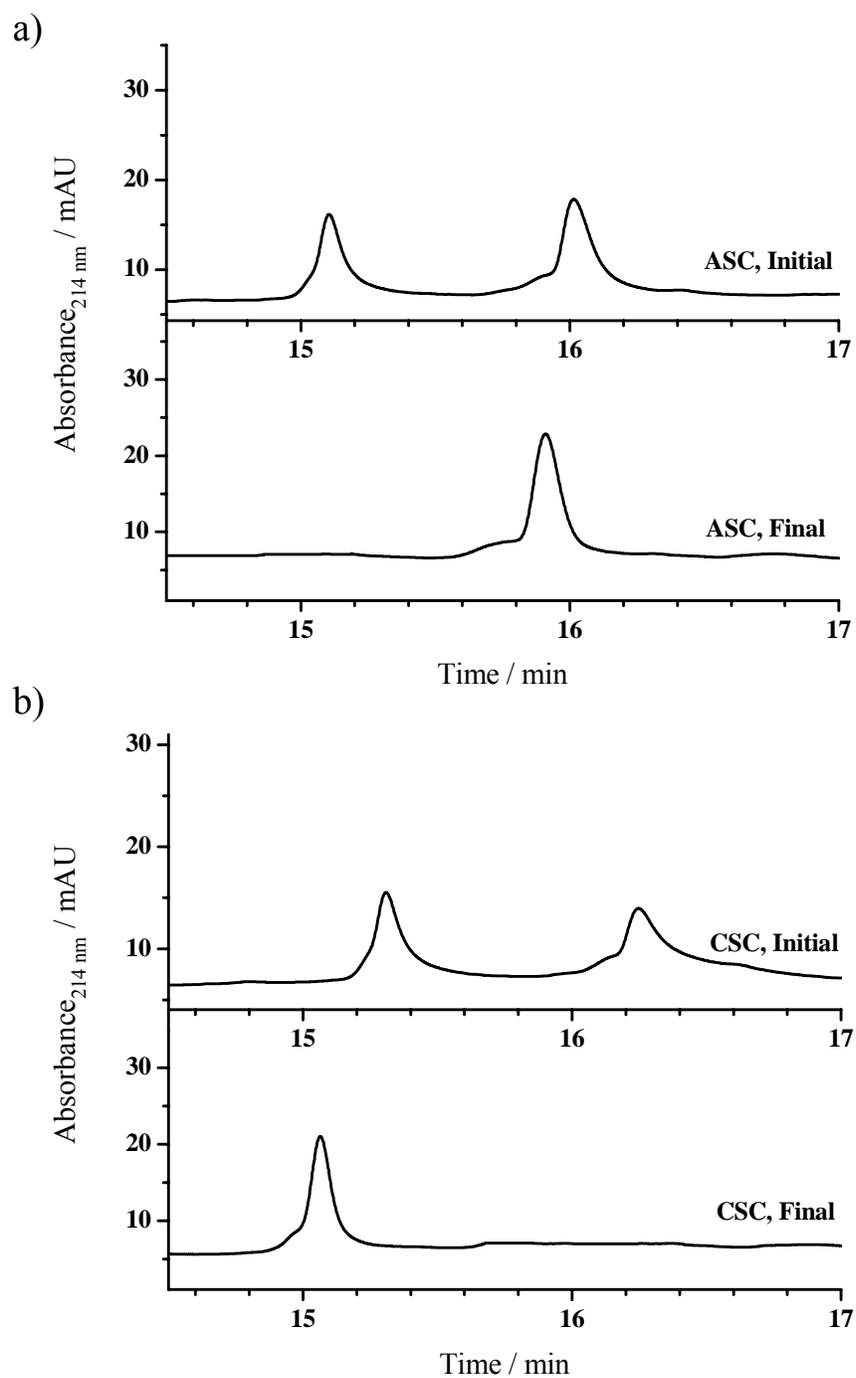 a)
Absorbance214 nm / mAU
30
20
10
ASC, Initial
15 16 17
30
20
10
ASC, Final
15 16 17
Time / min
b)
Absorbance214 nm / mAU
30
20
10
CSC, Initial
15 16 17
30
20
10
CSC, Final
15 16 17
Time / min